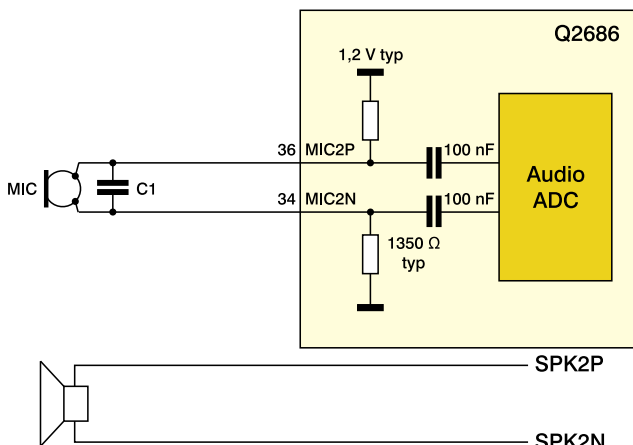 Q2686
1,2 V typ
36 MIC2P
100 nF
MIC
C1
Audio
ADC
34 MIC2N
100 nF
1350 Ω
typ
SPK2P
SPK2N